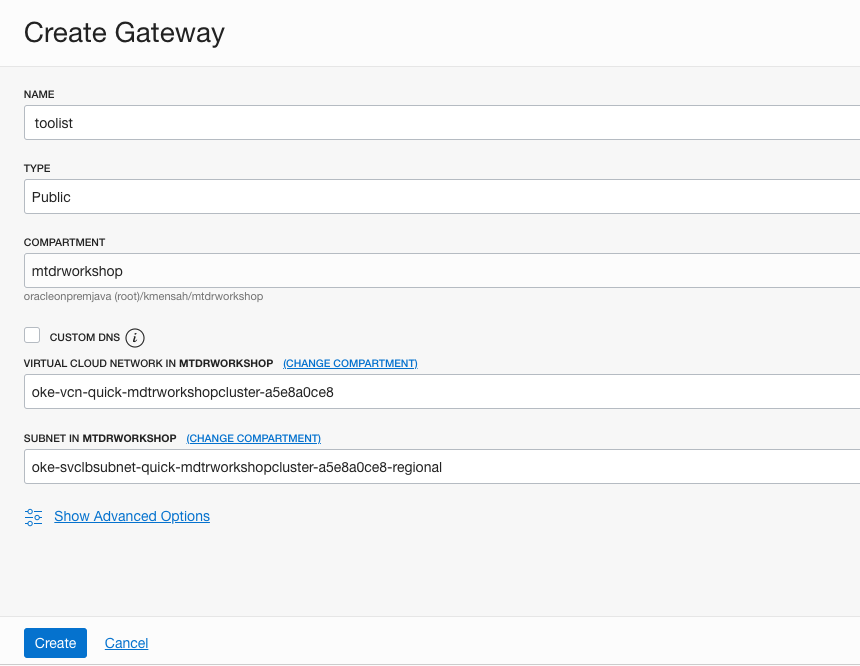 Create Gateway
NAME
toolist
TYPE
Public
COMPARTMENT
mtdrworkshop
oracleonpremjava (root)/kmensah/mtdrworkshop
CUSTOM DNS i
VIRTUAL CLOUD NETWORK IN MTDRWORKSHOP (CHANGE COMPARTMENT)
oke-vcn-quick-mdtrworkshopcluster-a5e8a0ce8
SUBNET IN MTDRWORKSHOP (CHANGE COMPARTMENT)
oke-svclbsubnet-quick-mdtrworkshopcluster-a5e8a0ce8-regional
Show Advanced Options
Create Cancel